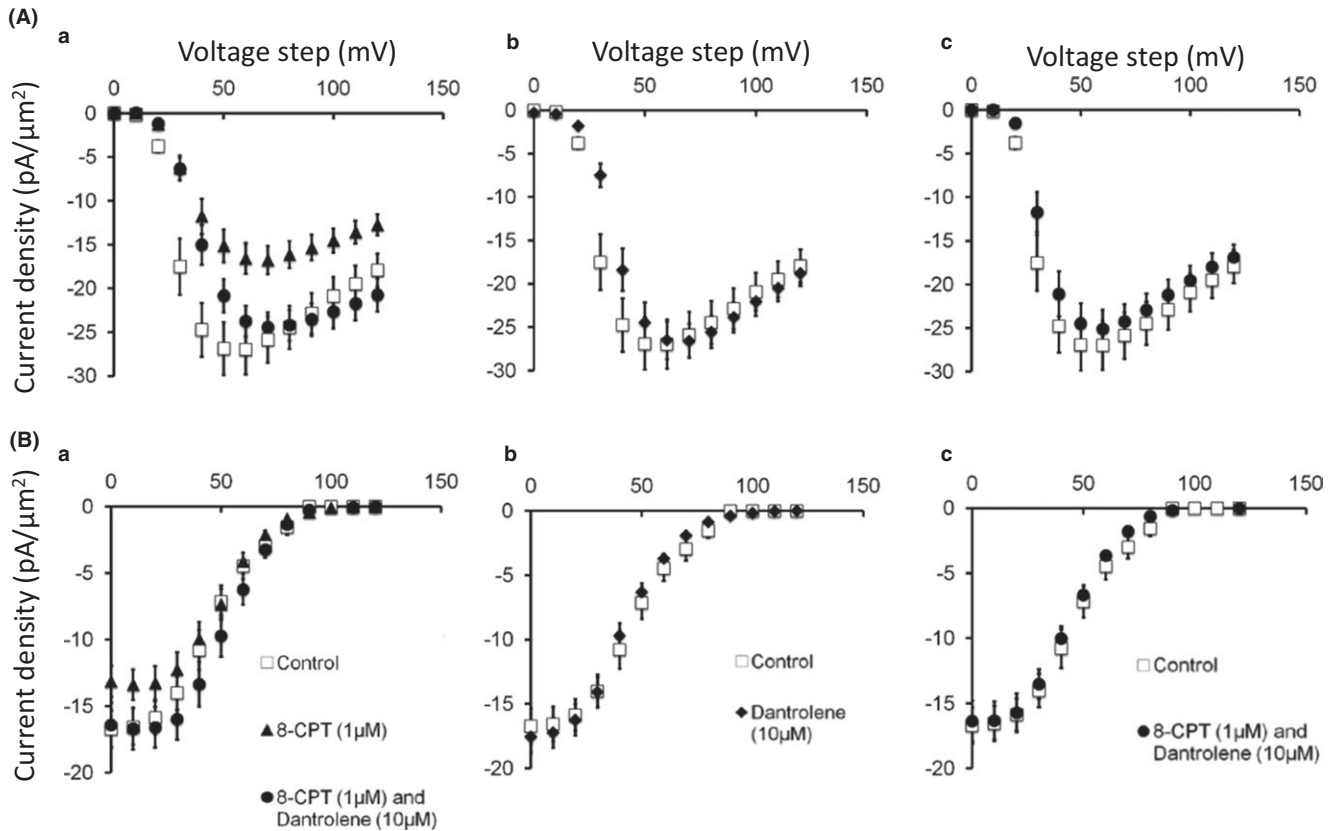 (A)
a
Voltage step (mV)
b
Voltage step (mV)
c
Voltage step (mV)
0
50
100
150
0
50
100
150
0
50
100
150
Current density (pA/µm²)
0
-5
-10
-15
-20
-25
-30
0
-5
-10
-15
-20
-25
-30
0
-5
-10
-15
-20
-25
-30
(B)
a
b
c
0
50
100
150
0
50
100
150
0
50
100
150
Current density (pA/µm²)
0
-5
-10
-15
-20
Control
8-CPT (1µM)
8-CPT (1µM) and
Dantrolene (10µM)
0
-5
-10
-15
-20
Control
Dantrolene
(10µM)
0
-5
-10
-15
-20
Control
8-CPT (1µM) and
Dantrolene (10µM)